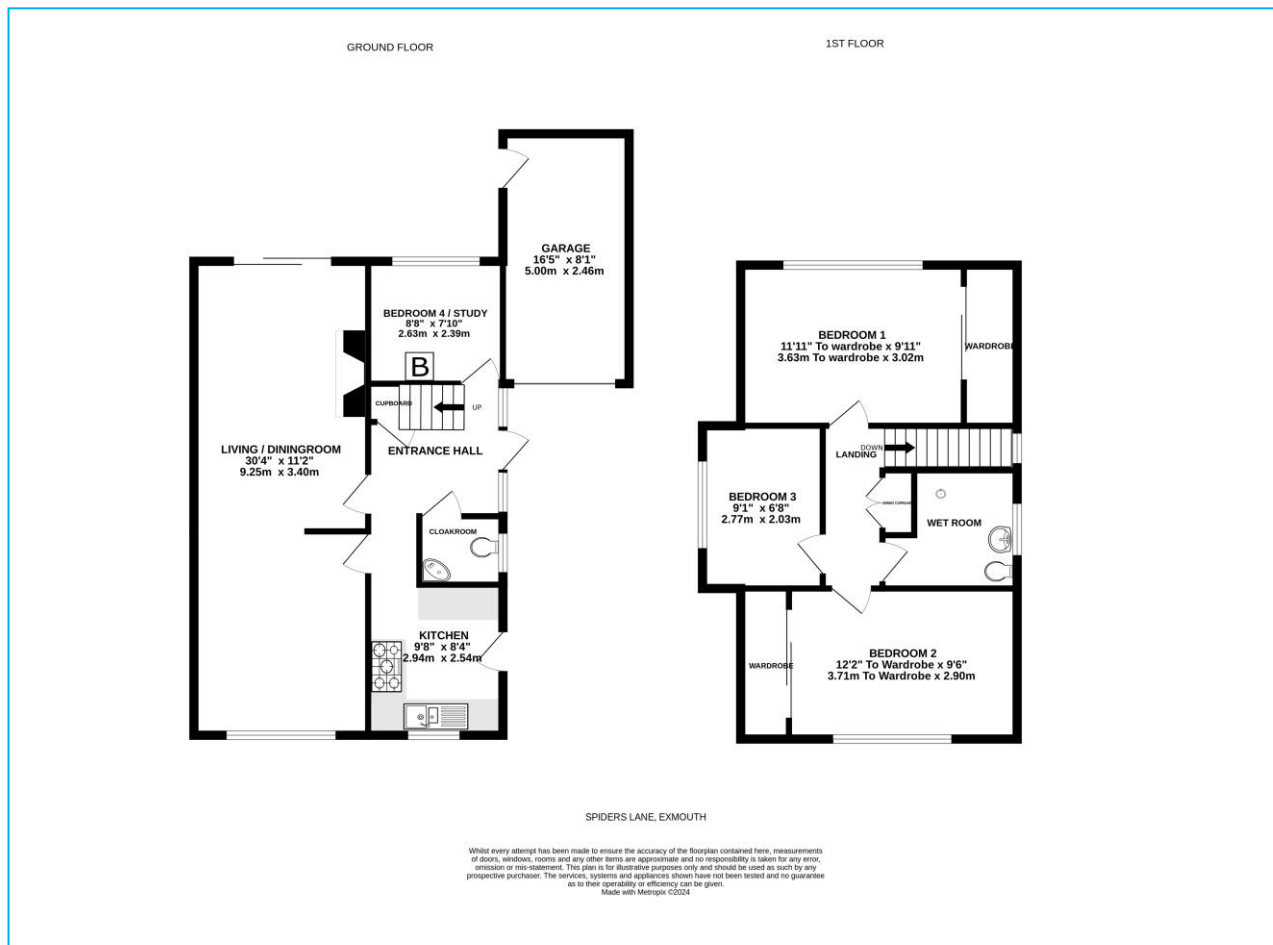 GROUND FLOOR
1ST FLOOR
GARAGE
16'5" x 8'1"
5.00m x 2.46m
BEDROOM 4 / STUDY
8'8" x 7'10"
2.63m x 2.39m
B
CUPBOARD
UP
ENTRANCE HALL
LIVING / DININGROOM
30'4" x 11'2"
9.25m x 3.40m
CLOAKROOM
KITCHEN
9'8" x 8'4"
2.94m x 2.54m
BEDROOM 1
11'11" To wardrobe x 9'11"
3.63m To wardrobe x 3.02m
WARDROBE
DOWN
LANDING
BEDROOM 3
9'1" x 6'8"
2.77m x 2.03m
AIRING CUPBOARD
WET ROOM
WARDROBE
BEDROOM 2
12'2" To Wardrobe x 9'6"
3.71m To Wardrobe x 2.90m
SPIDERS LANE, EXMOUTH
Whilst every attempt has been made to ensure the accuracy of the floorplan contained here, measurements
of doors, windows, rooms and any other items are approximate and no responsibility is taken for any error,
omission or mis-statement. This plan is for illustrative purposes only and should be used as such by any
prospective purchaser. The services, systems and appliances shown have not been tested and no guarantee
as to their operability or efficiency can be given.
Made with Metropix ©2024